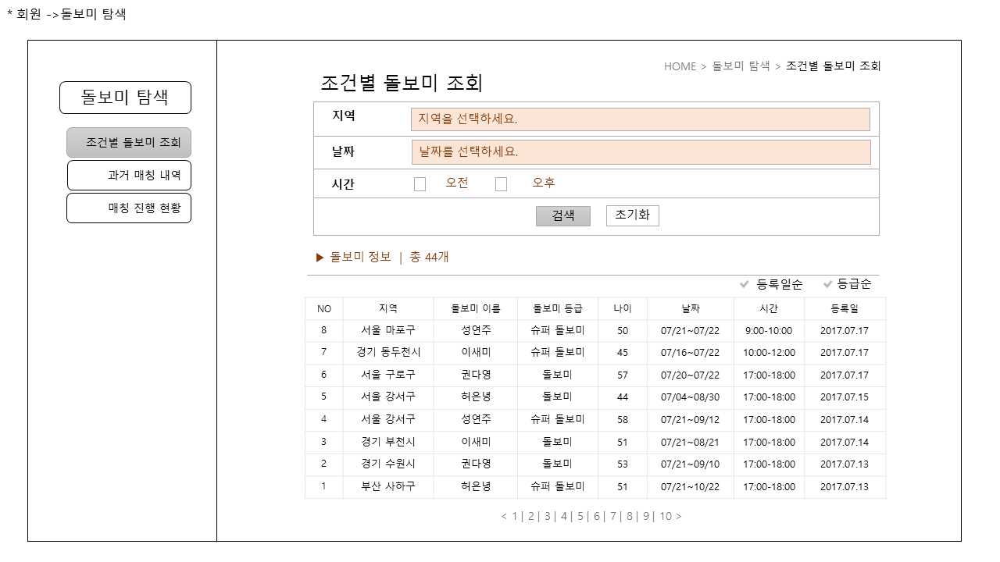 * 회원 ->돌보미 탐색
HOME > 돌보미 탐색 > 조건별 돌보미 조회
돌보미 탐색
조건별 돌보미 조회
과거 매칭 내역
매칭 진행 현황
조건별 돌보미 조회
지역 지역을 선택하세요.
날짜 날짜를 선택하세요.
시간 오전 오후
검색 초기화
▶ 돌보미 정보 | 총 44개
등록일순 등급순
NO 지역 돌보미 이름 돌보미 등급 나이 날짜 시간 등록일
8 서울 마포구 성연주 슈퍼 돌보미 50 07/21~07/22 9:00-10:00 2017.07.17
7 경기 동두천시 이새미 슈퍼 돌보미 45 07/16~07/22 10:00-12:00 2017.07.17
6 서울 구로구 권다영 돌보미 57 07/20~07/22 17:00-18:00 2017.07.17
5 서울 강서구 허은녕 돌보미 44 07/04~08/30 17:00-18:00 2017.07.15
4 서울 강서구 성연주 슈퍼 돌보미 58 07/21~09/12 17:00-18:00 2017.07.14
3 경기 부천시 이새미 돌보미 51 07/21~08/21 17:00-18:00 2017.07.14
2 경기 수원시 권다영 돌보미 53 07/21~09/10 17:00-18:00 2017.07.13
1 부산 사하구 허은녕 슈퍼 돌보미 51 07/21~10/22 17:00-18:00 2017.07.13
< 1 | 2 | 3 | 4 | 5 | 6 | 7 | 8 | 9 | 10 >